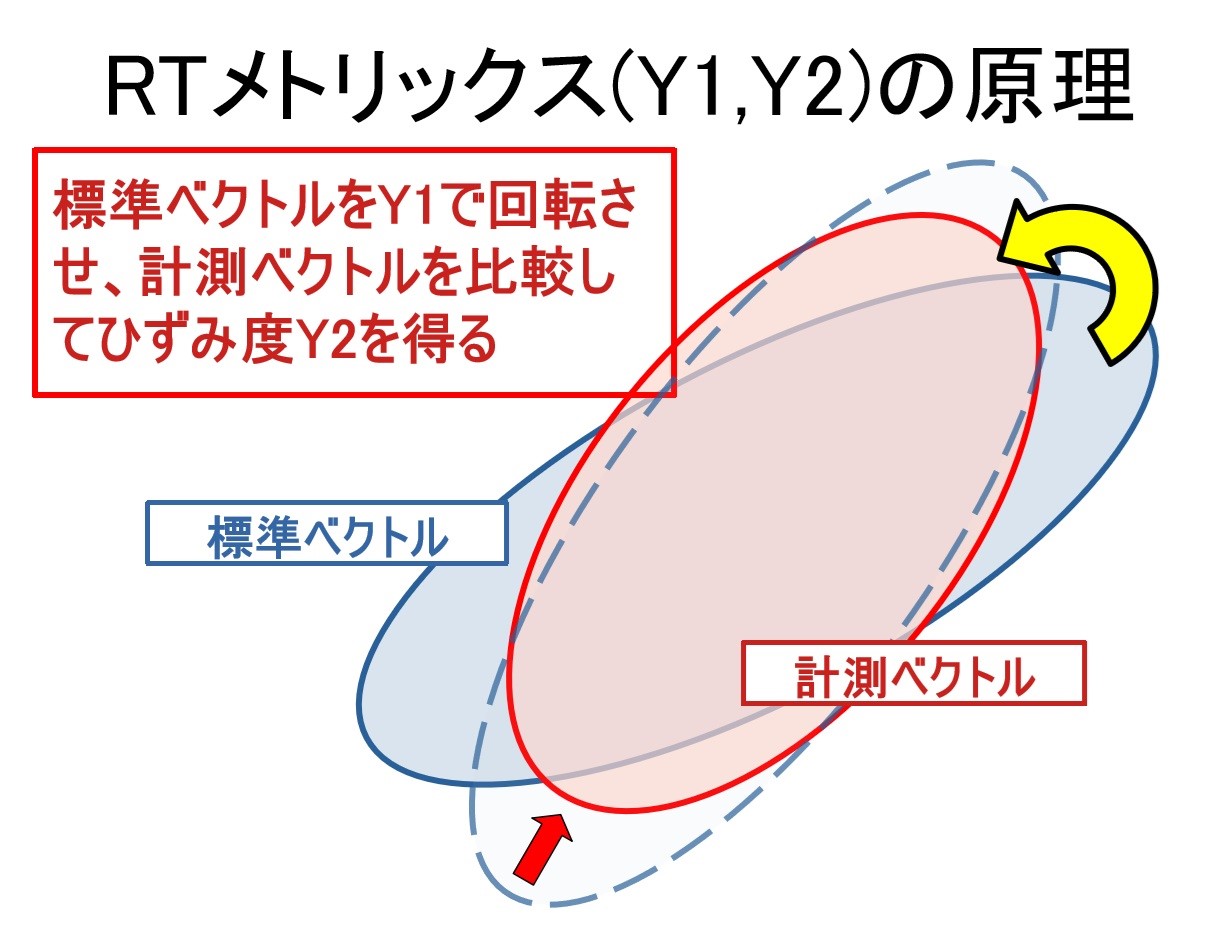 RTメトリックス(Y1,Y2)の原理
標準ベクトルをY1で回転さ
せ、計測ベクトルを比較し
てひずみ度Y2を得る
標準ベクトル
計測ベクトル